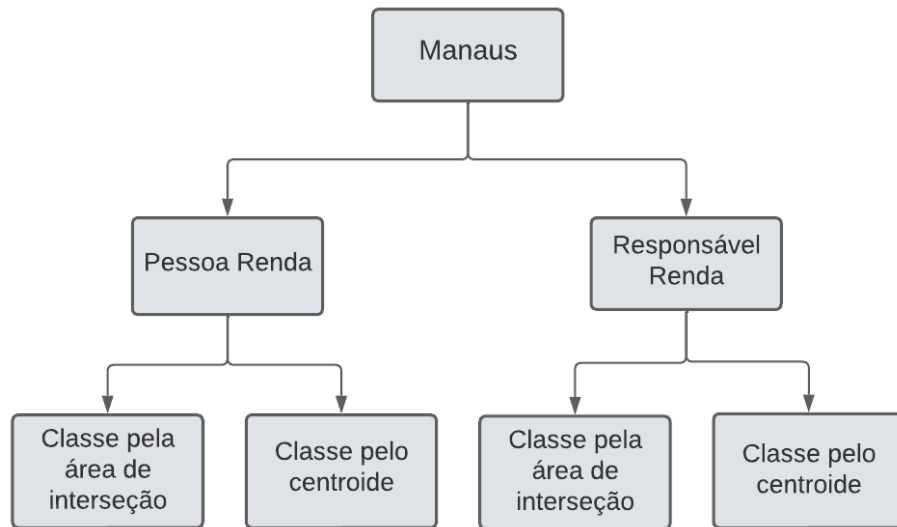 Manaus
Pessoa Renda
Responsável
Renda
Classe pela
área de
interseção
Classe pelo
centroide
Classe pela
área de
interseção
Classe pelo
centroide